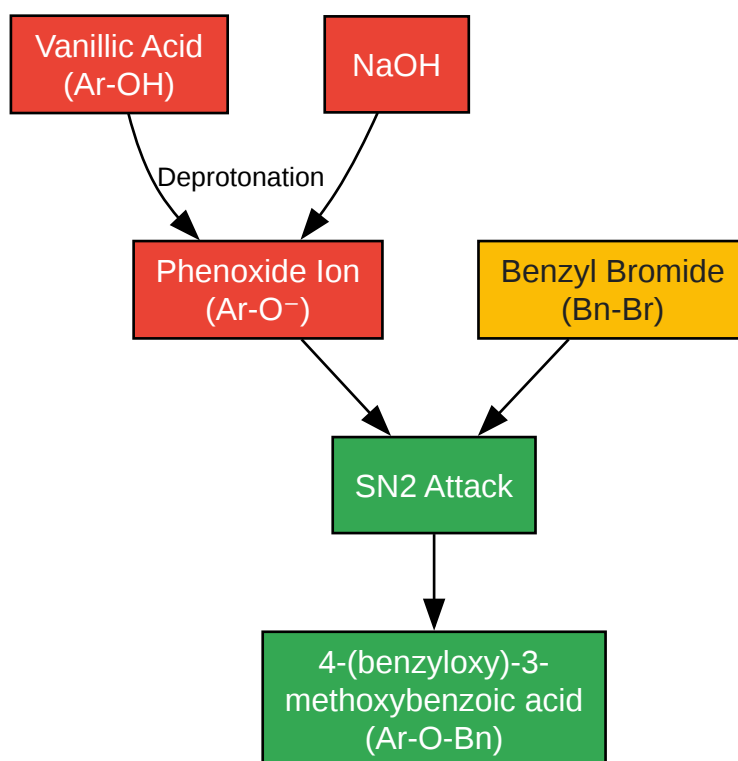 Vanillic Acid
(Ar-OH)
NaOH
Deprotonation
Phenoxide Ion
(Ar-O⁻)
Benzyl Bromide
(Bn-Br)
SN2 Attack
4-(benzyloxy)-3-
methoxybenzoic acid
(Ar-O-Bn)